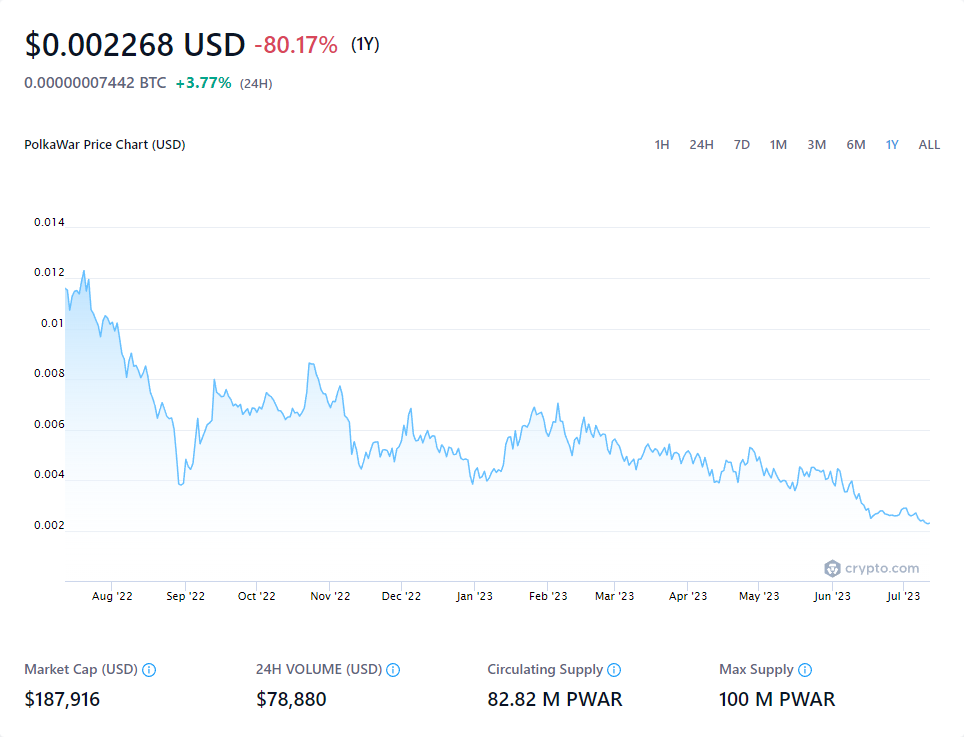 $0.002268 USD -80.17% (1Y)
0.00000007442 BTC +3.77% (24H)
PolkaWar Price Chart (USD) 1H 24H 7D 1M 3M 6M 1Y ALL
0.014
0.012
0.01
0.008
0.006
0.004
0.002
crypto.com
Aug '22 Sep '22 Oct '22 Nov '22 Dec '22 Jan '23 Feb '23 Mar '23 Apr '23 May '23 Jun '23 Jul '23
Market Cap (USD) 24H VOLUME (USD) Circulating Supply Max Supply
$187,916 $78,880 82.82 M PWAR 100 M PWAR